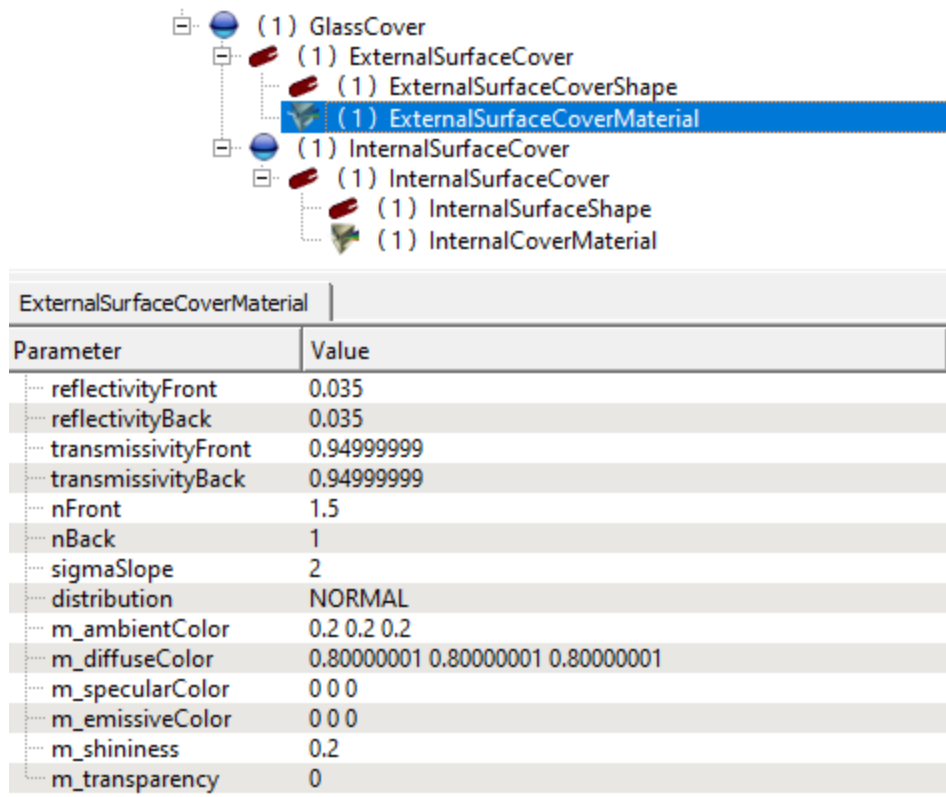 (1) GlassCover
(1) ExternalSurfaceCover
(1) ExternalSurfaceCoverShape
(1) ExternalSurfaceCoverMaterial
(1) InternalSurfaceCover
(1) InternalSurfaceCover
(1) InternalSurfaceShape
(1) InternalCoverMaterial
ExternalSurfaceCoverMaterial
Parameter Value
reflectivityFront 0.035
reflectivityBack 0.035
transmissivityFront 0.94999999
transmissivityBack 0.94999999
nFront 1.5
nBack 1
sigmaSlope 2
distribution NORMAL
m_ambientColor 0.2 0.2 0.2
m_diffuseColor 0.80000001 0.80000001 0.80000001
m_specularColor 0 0 0
m_emissiveColor 0 0 0
m_shininess 0.2
m_transparency 0